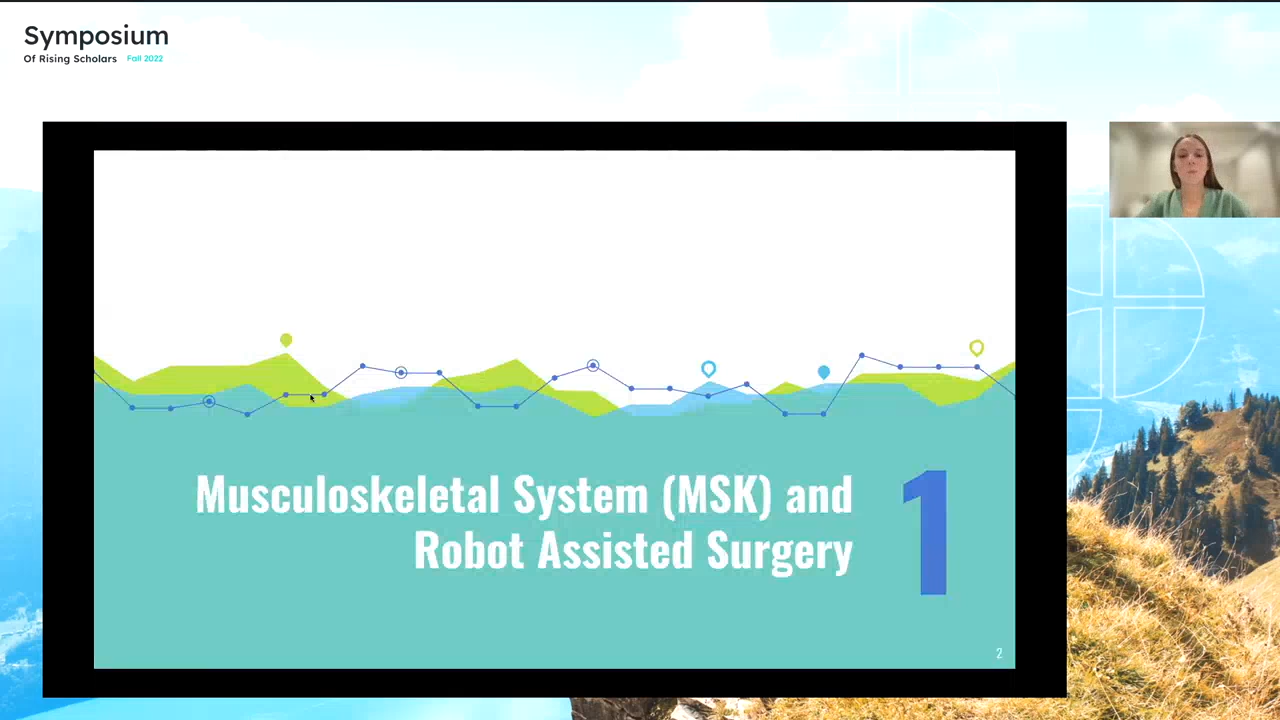 Symposium
Of Rising Scholars Fall 2022
Musculoskeletal System (MSK) and
Robot Assisted Surgery
1
2